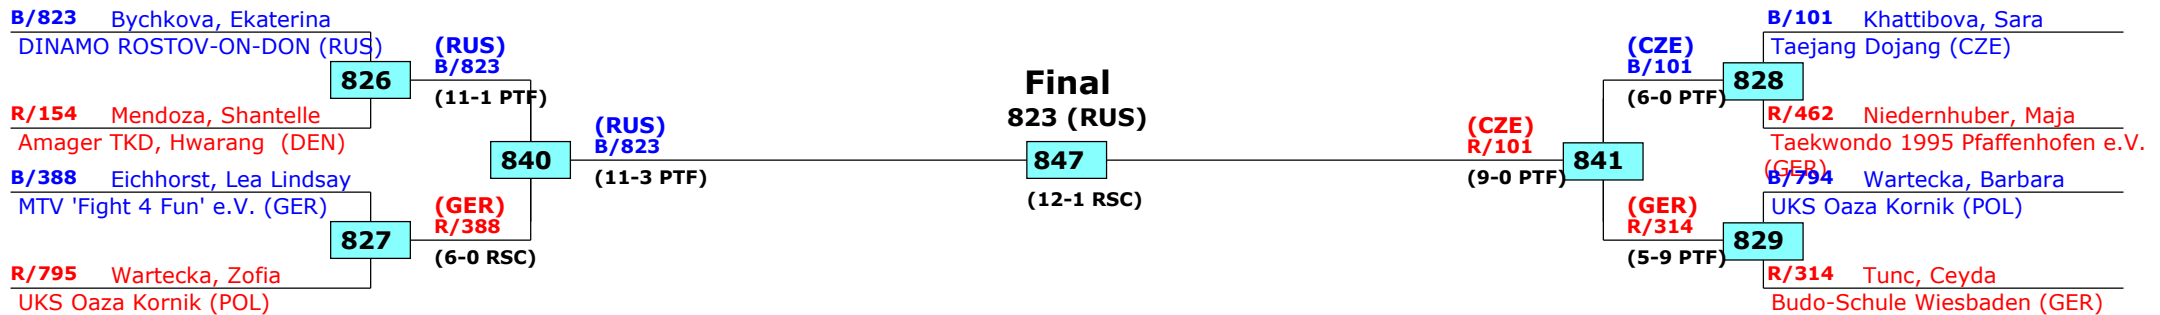 B/823 Bychkova, Ekaterina
DINAMO ROSTOV-ON-DON (RUS)
826
R/154 Mendoza, Shantelle
Amager TKD, Hwarang (DEN)
B/388 Eichhorst, Lea Lindsay
MTV 'Fight 4 Fun' e.V. (GER)
827
R/795 Wartecka, Zofia
UKS Oaza Kornik (POL)
(RUS)
B/823
(11-1 PTF)
840
(GER)
R/388
(6-0 RSC)
(RUS)
B/823
(11-3 PTF)
Final
823 (RUS)
847
(12-1 RSC)
(CZE)
R/101
(9-0 PTF)
841
(CZE)
B/101
(6-0 PTF)
(GER)
R/314
(5-9 PTF)
B/101 Khattibova, Sara
Taejang Dojang (CZE)
828
R/462 Niedernhuber, Maja
Taekwondo 1995 Pfaffenhofen e.V.
(GER)
B/794 Wartecka, Barbara
UKS Oaza Kornik (POL)
829
R/314 Tunc, Ceyda
Budo-Schule Wiesbaden (GER)